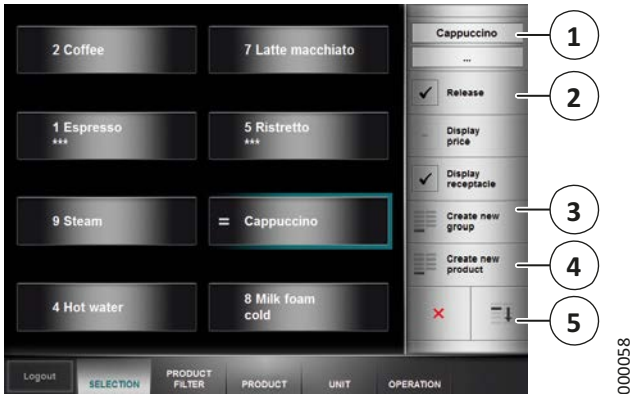 2 Coffee
7 Latte macchiato
1 Espresso
***
5 Ristretto
***
9 Steam
= Cappuccino
4 Hot water
8 Milk foam
cold
Cappuccino
...
Release
Display
price
Display
receptacle
Create new
group
Create new
product
1
2
3
4
5
Logout
SELECTION
PRODUCT
FILTER
PRODUCT
UNIT
OPERATION
000058